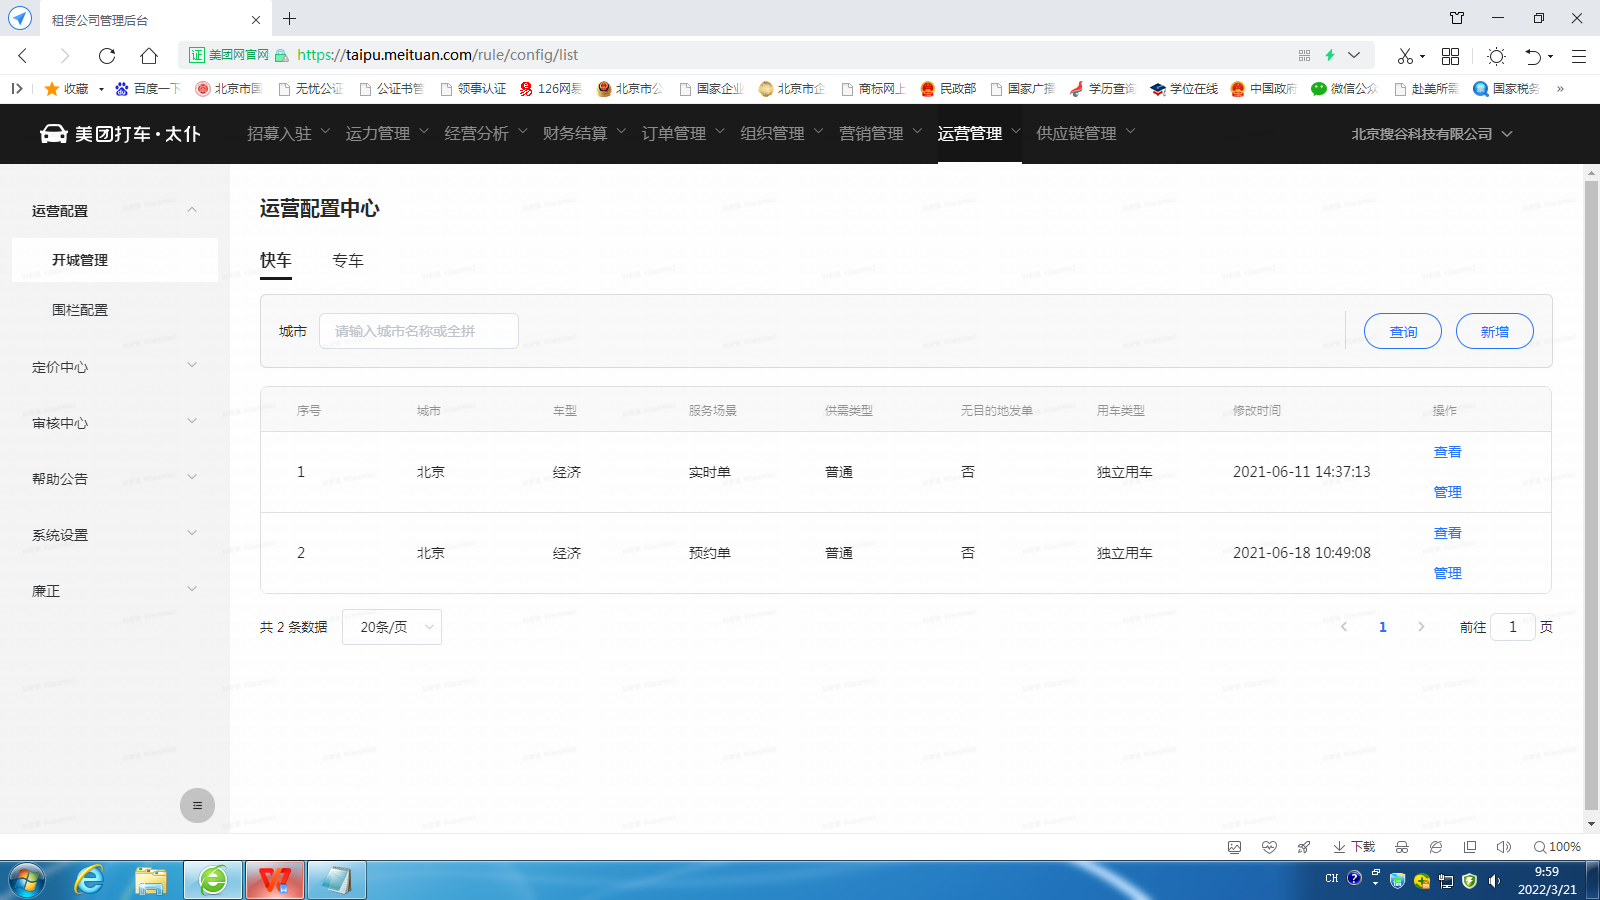 租赁公司管理后台
证 美团网官网 https://taipu.meituan.com/rule/config/list
收藏 百度一下 北京市国 无忧公证 公证书管 领事认证 126网易 北京市公 国家企业 北京市企 商标网上 民政部 国家广播 学历查询 学位在线 中国政府 微信公众 赴美所需 国家税务 »
美团打车·太仆 招募入驻 运力管理 经营分析 财务结算 订单管理 组织管理 营销管理 运营管理 供应链管理 北京搜谷科技有限公司
运营配置
开城管理
围栏配置
定价中心
审核中心
帮助公告
系统设置
廉正
运营配置中心
快车 专车
城市 请输入城市名称或全拼 查询 新增
序号 城市 车型 服务场景 供需类型 无目的地发单 用车类型 修改时间 操作
1 北京 经济 实时单 普通 否 独立用车 2021-06-11 14:37:13 查看
管理
2 北京 经济 预约单 普通 否 独立用车 2021-06-18 10:49:08 查看
管理
共 2 条数据 20条/页 1 前往 1 页
下载 100%
CH 9:59
2022/3/21